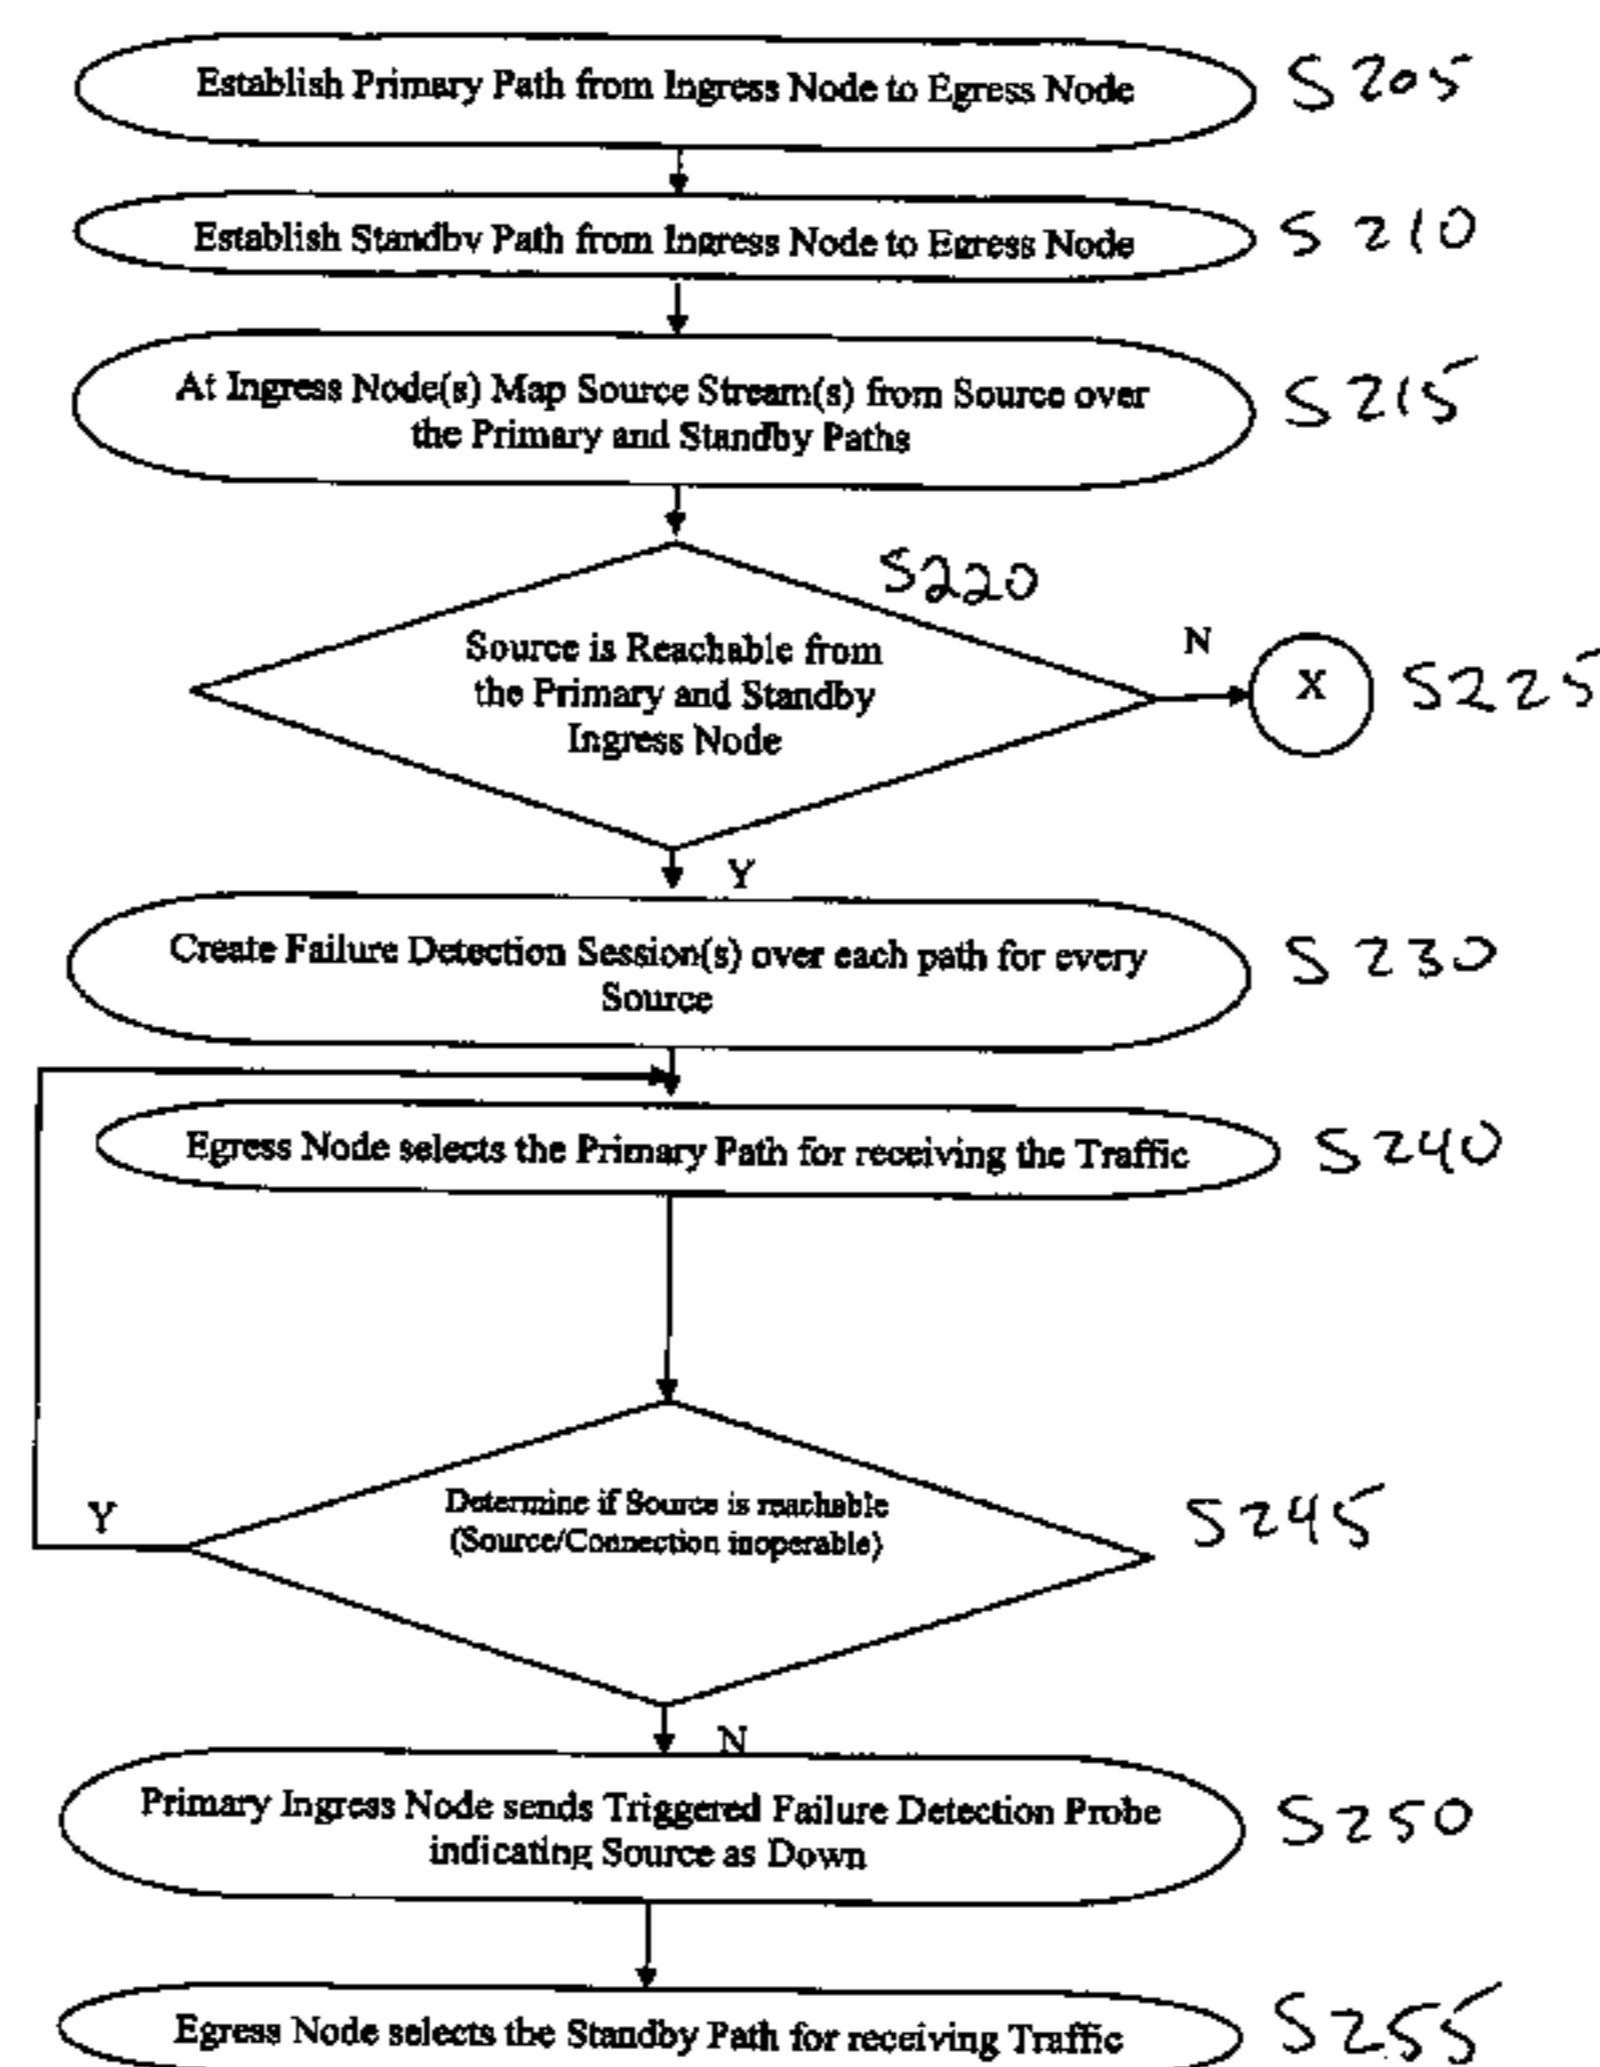 Establish Primary Path from Ingress Node to Egress Node
S205
Establish Standby Path from Ingress Node to Egress Node
S210
At Ingress Node(s) Map Source Stream(s) from Source over
the Primary and Standby Paths
S215
S220
Source is Reachable from
the Primary and Standby
Ingress Node
N
X
S225
Y
Create Failure Detection Session(s) over each path for every
Source
S230
Egress Node selects the Primary Path for receiving the Traffic
S240
Determine if Source is reachable
(Source/Connection inoperable)
S245
Y
N
Primary Ingress Node sends Triggered Failure Detection Probe
indicating Source as Down
S250
Egress Node selects the Standby Path for receiving Traffic
S255